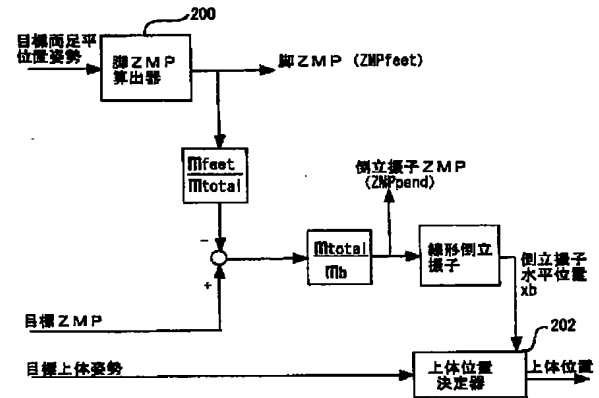 200
目標両足平
位置姿勢
脚ZMP
算出器
脚ZMP (ZMPfeet)
mfeet
mtotal
倒立振子ZMP
(ZMPpend)
−
+
mtotal
mb
線形倒立
振子
倒立振子
水平位置
xb
目標ZMP
202
目標上体姿勢
上体位置
決定器
上体位置